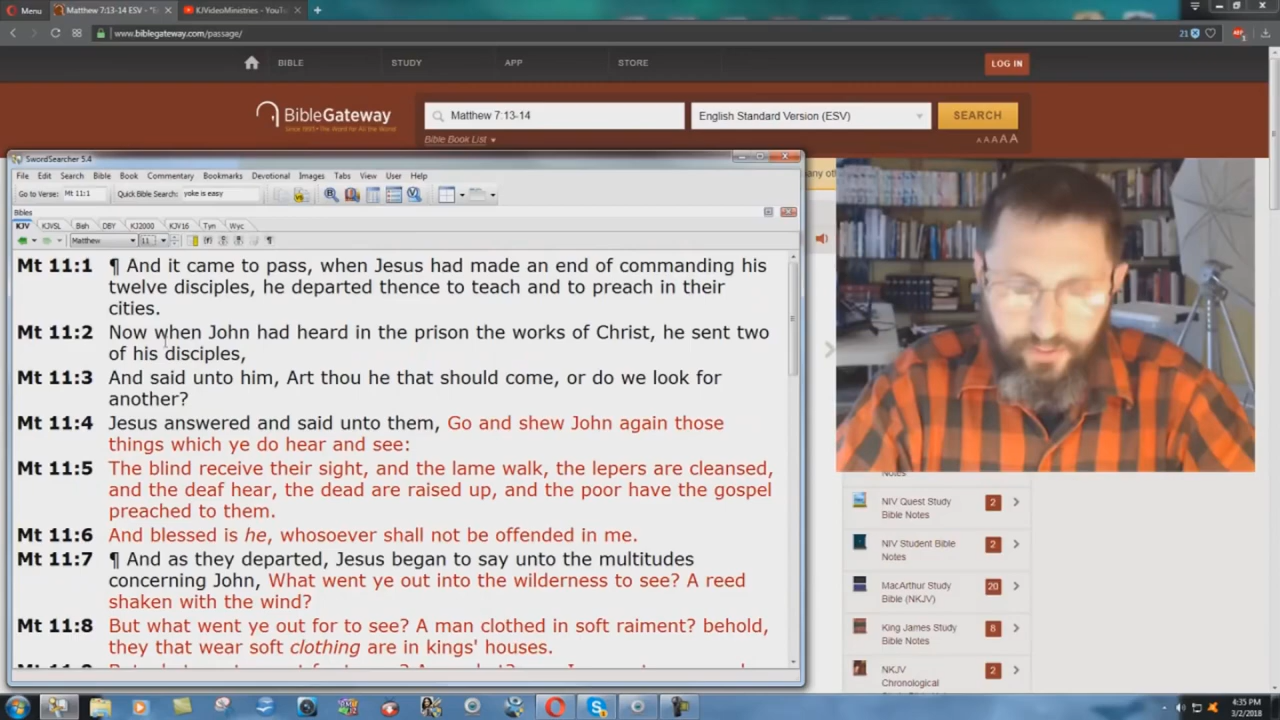 Menu
Matthew 7:13-14 ESV - "E
KJVideoMinistries - YouTu
www.biblegateway.com/passage/
21
BIBLE STUDY APP STORE
LOG IN
BibleGateway
Matthew 7:13-14
English Standard Version (ESV)
SEARCH
Bible Book List
A A A A A
SwordSearcher 5.4
any of
File Edit Search Bible Book Commentary Bookmarks Devotional Images Tabs View User Help
Go to Verse: Mt 11:1 Quick Bible Search: yoke is easy
Bibles
KJV KJVSL Bish DBY KJ2000 KJV16 Tyn Wyc
Matthew 11
Mt 11:1 ¶ And it came to pass, when Jesus had made an end of commanding his
twelve disciples, he departed thence to teach and to preach in their
cities.
Mt 11:2 Now when John had heard in the prison the works of Christ, he sent two
of his disciples,
Mt 11:3 And said unto him, Art thou he that should come, or do we look for
another?
Mt 11:4 Jesus answered and said unto them, Go and shew John again those
things which ye do hear and see:
Mt 11:5 The blind receive their sight, and the lame walk, the lepers are cleansed,
and the deaf hear, the dead are raised up, and the poor have the gospel
preached to them.
Mt 11:6 And blessed is he, whosoever shall not be offended in me.
Mt 11:7 ¶ And as they departed, Jesus began to say unto the multitudes
concerning John, What went ye out into the wilderness to see? A reed
shaken with the wind?
Mt 11:8 But what went ye out for to see? A man clothed in soft raiment? behold,
they that wear soft clothing are in kings' houses.
Notes
NIV Quest Study
Bible Notes
2
NIV Student Bible
Notes
2
MacArthur Study
Bible (NKJV)
20
King James Study
Bible Notes
8
NKJV
Chronological
Study Bible Notes
2
4:35 PM
3/2/2018